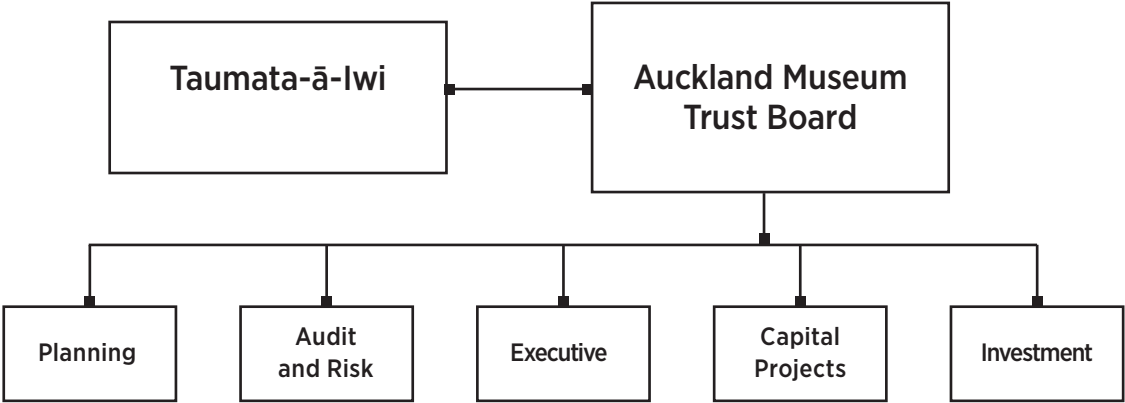 Taumata-ā-Iwi
Auckland Museum
Trust Board
Planning
Audit
and Risk
Executive
Capital
Projects
Investment